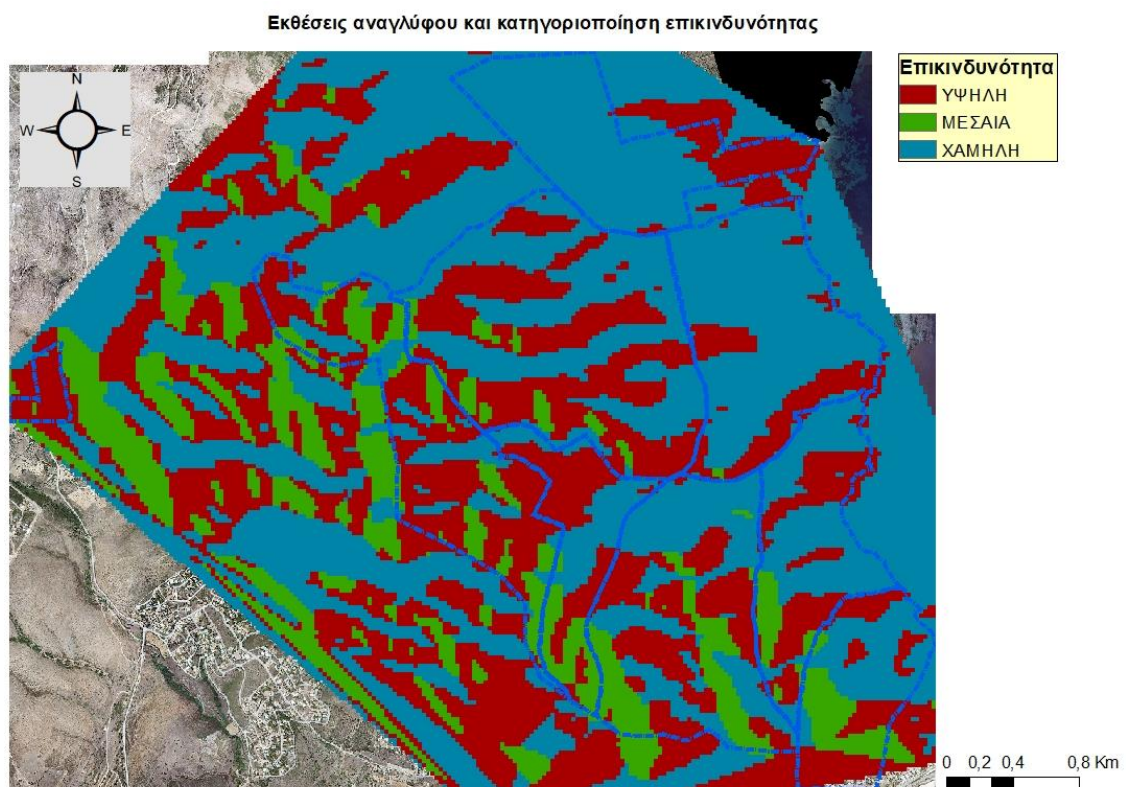 Εκθέσεις αναγλύφου και κατηγοριοποίηση επικινδυνότητας
N
W E
S
Επικινδυνότητα
ΥΨΗΛΗ
ΜΕΣΑΙΑ
ΧΑΜΗΛΗ
0 0,2 0,4 0,8 Km